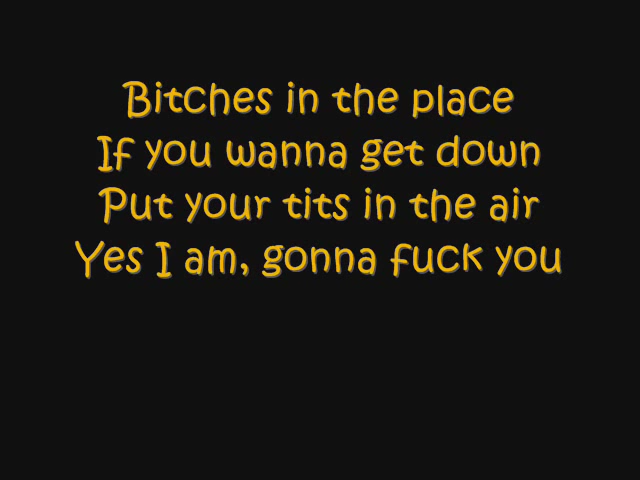 Bitches in the place
If you wanna get down
Put your tits in the air
Yes I am, gonna fuck you